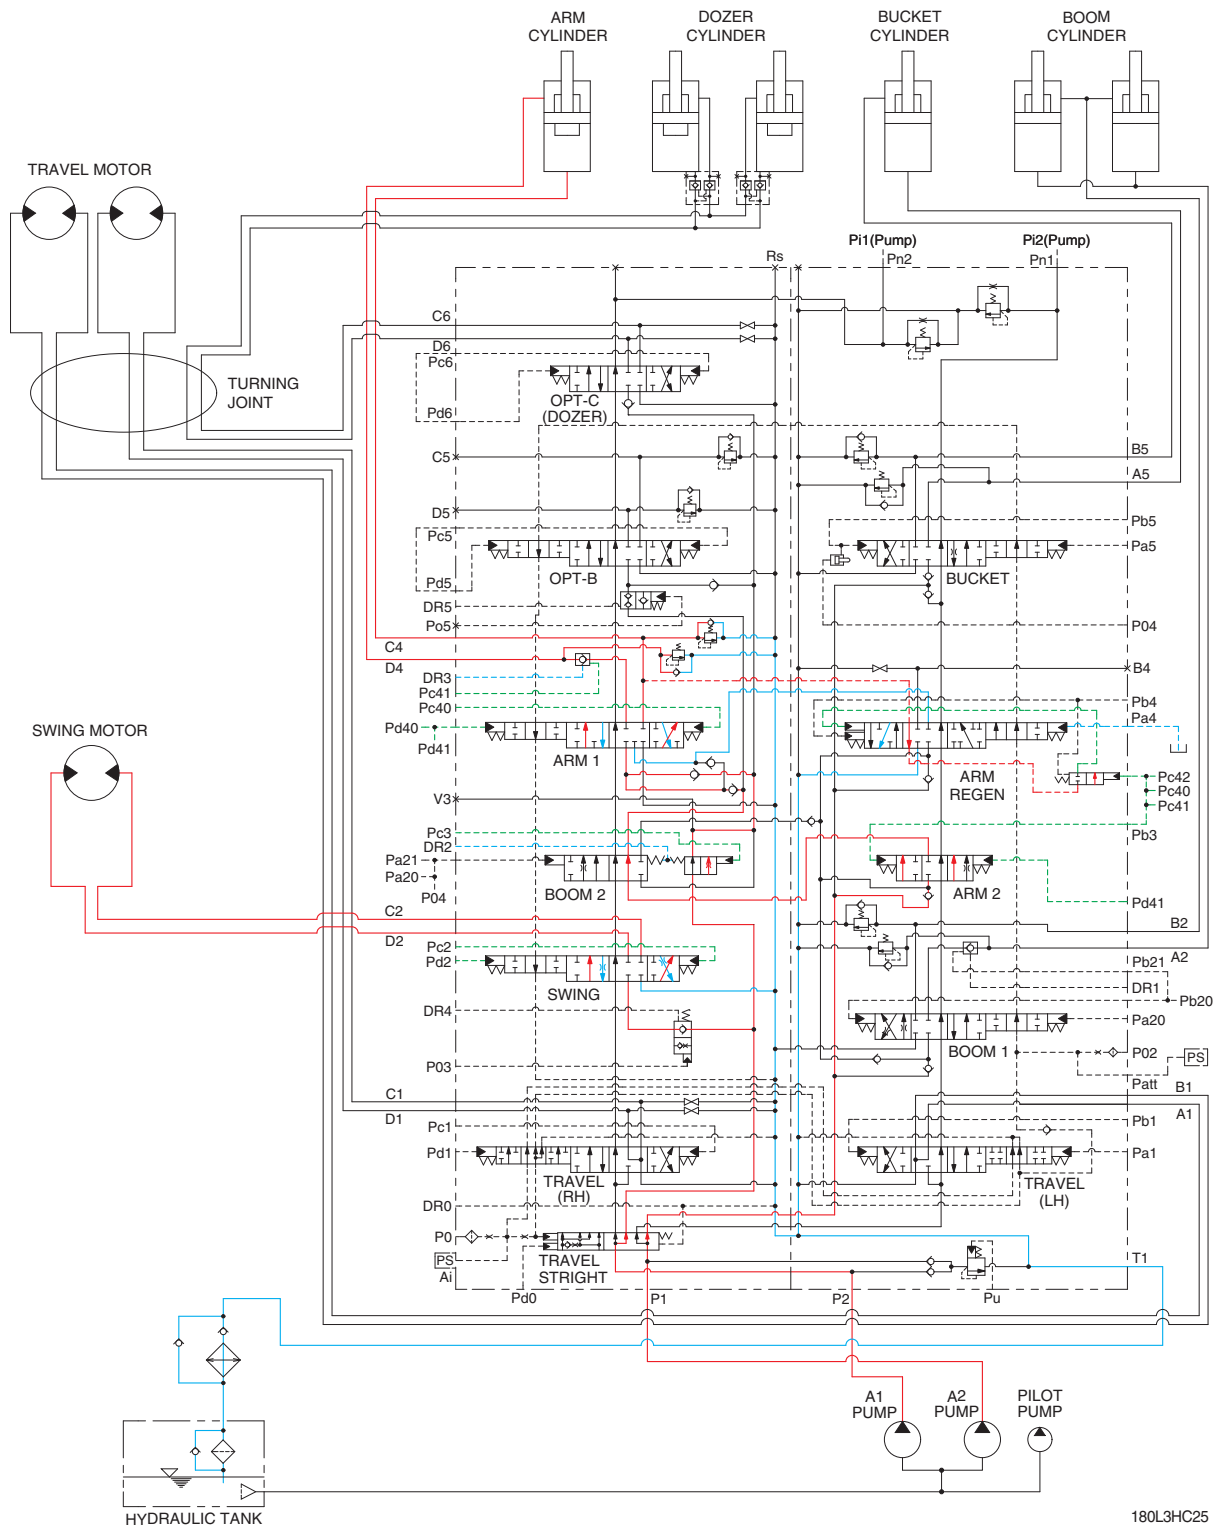 ARM
CYLINDER
DOZER
CYLINDER
BUCKET
CYLINDER
BOOM
CYLINDER
TRAVEL MOTOR
TURNING
JOINT
Pi1(Pump)
Pn2
Pi2(Pump)
Pn1
Rs
C6
D6
Pc6
Pd6
OPT-C
(DOZER)
C5
B5
A5
D5
Pc5
Pb5
Pa5
Pd5
OPT-B
BUCKET
DR5
Po5
P04
C4
D4
B4
DR3
Pc41
Pc40
Pb4
Pa4
Pd40
Pd41
SWING MOTOR
ARM 1
ARM
REGEN
Pc42
Pc40
Pc41
V3
Pc3
DR2
Pb3
Pa21
Pa20
P04
BOOM 2
ARM 2
Pd41
C2
B2
D2
Pc2
Pd2
A2
Pb21
DR1
Pb20
SWING
DR4
Pa20
BOOM 1
P03
P02
PS
Patt
C1
B1
D1
A1
Pc1
Pb1
Pd1
Pa1
TRAVEL
(RH)
TRAVEL
(LH)
DR0
P0
PS
Ai
TRAVEL
STRIGHT
T1
Pd0
P1
P2
Pu
A1
PUMP
A2
PUMP
PILOT
PUMP
HYDRAULIC TANK
180L3HC25